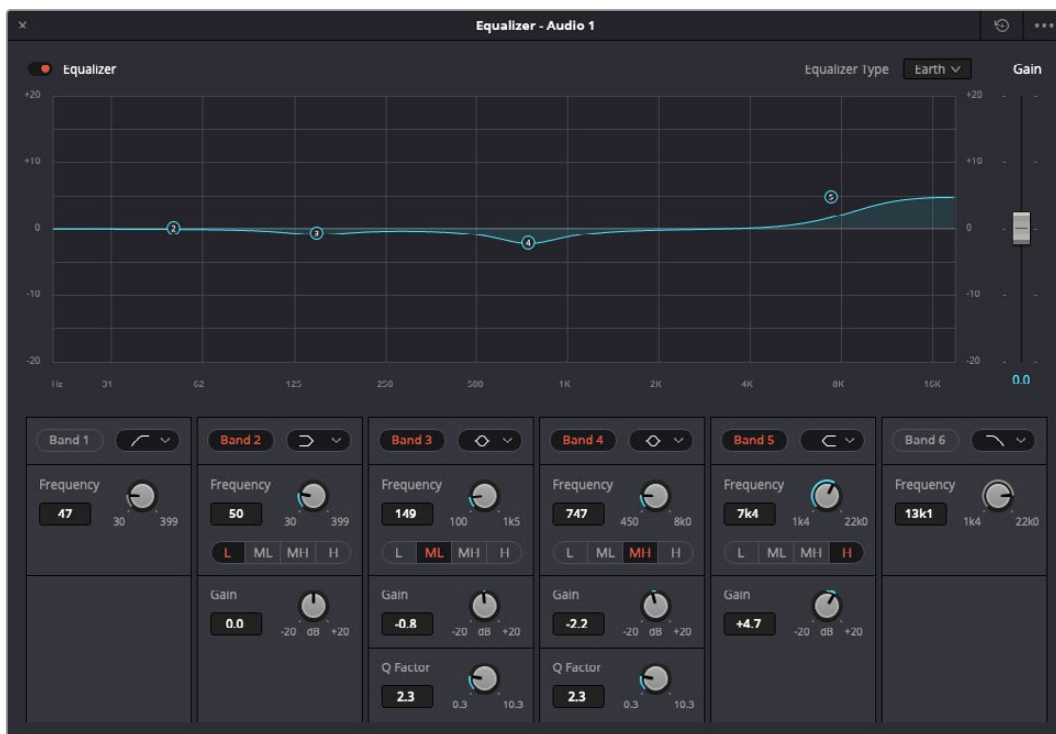 × Equalizer - Audio 1 •••
Equalizer Equalizer Type Earth Gain
+20 +20
+10 +10
0 0
-10 -10
-20 -20
Hz 31 62 125 250 500 1K 2K 4K 8K 16K 0.0
Band 1 Band 2 Band 3 Band 4 Band 5 Band 6
Frequency Frequency Frequency Frequency Frequency Frequency
47 30 399 50 30 399 149 100 1k5 747 450 8k0 7k4 1k4 22k0 13k1 1k4 22k0
L ML MH H L ML MH H L ML MH H L ML MH H
Gain Gain Gain Gain
0.0 -20 dB +20 -0.8 -20 dB +20 -2.2 -20 dB +20 +4.7 -20 dB +20
Q Factor Q Factor
2.3 0.3 10.3 2.3 0.3 10.3
2 3 4 5